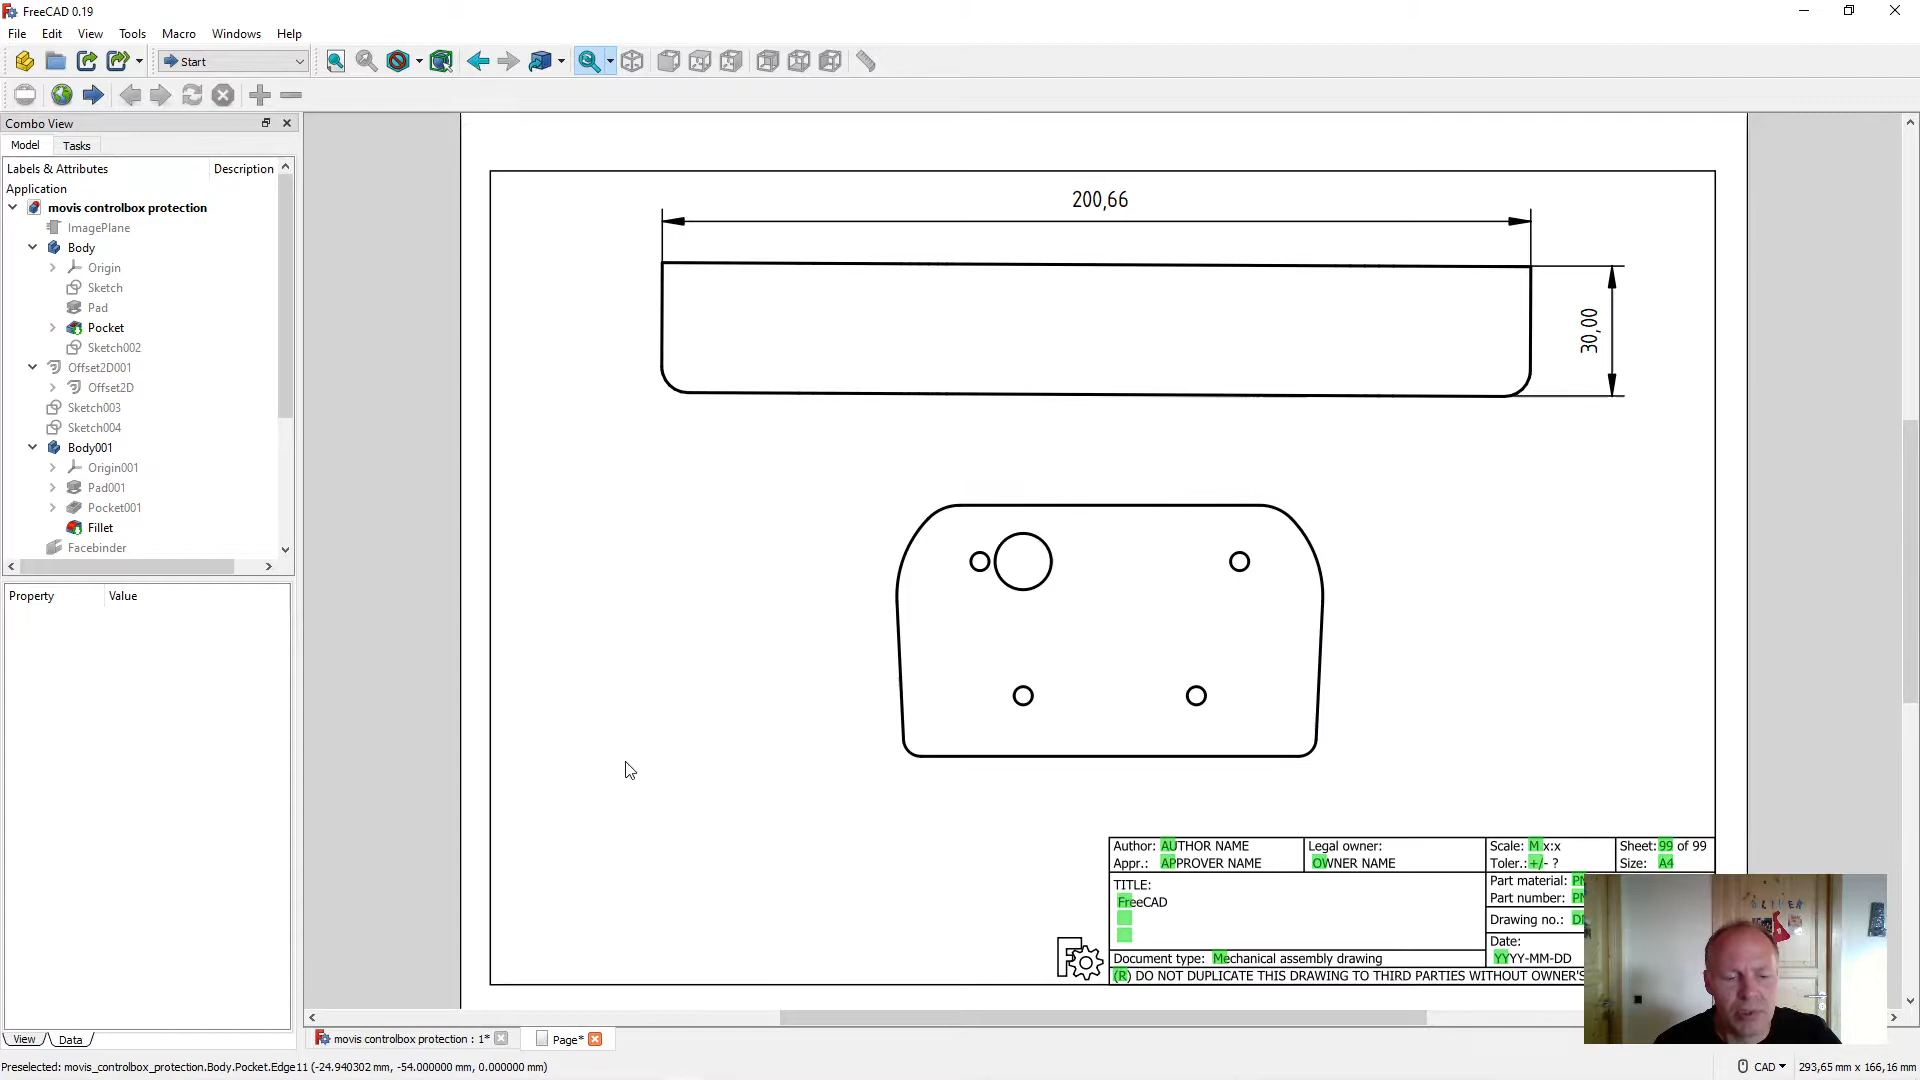 FreeCAD 0.19
File Edit View Tools Macro Windows Help
Start
Combo View
Model Tasks
Labels & Attributes Description
Application
movis controlbox protection
ImagePlane
Body
Origin
Sketch
Pad
Pocket
Sketch002
Offset2D001
Offset2D
Sketch003
Sketch004
Body001
Origin001
Pad001
Pocket001
Fillet
Facebinder
Property Value
View Data
200,66
30,00
Author: AUTHOR NAME
Appr.: APPROVER NAME
Legal owner:
OWNER NAME
Scale: M x:x
Toler.: +/- ?
Sheet: 99 of 99
Size: A4
TITLE:
FreeCAD
Part material:
Part number:
Drawing no.:
Date:
YYYY-MM-DD
Document type: Mechanical assembly drawing
(R) DO NOT DUPLICATE THIS DRAWING TO THIRD PARTIES WITHOUT OWNER'S
movis controlbox protection : 1*
Page*
Preselected: movis_controlbox_protection.Body.Pocket.Edge11 (-24.940302 mm, -54.000000 mm, 0.000000 mm)
CAD
293,65 mm x 166,16 mm